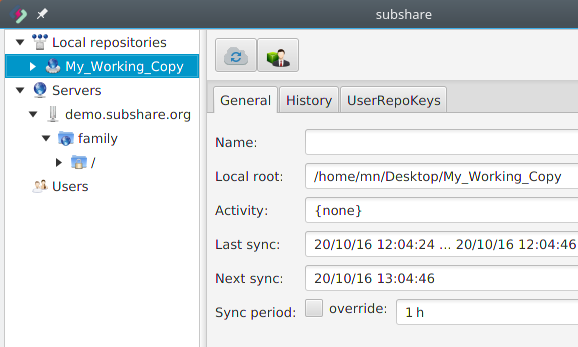 subshare
Local repositories
My_Working_Copy
Servers
demo.subshare.org
family
/
Users
General History UserRepoKeys
Name:
Local root: /home/mn/Desktop/My_Working_Copy
Activity: {none}
Last sync: 20/10/16 12:04:24 ... 20/10/16 12:04:46
Next sync: 20/10/16 13:04:46
Sync period: override: 1 h